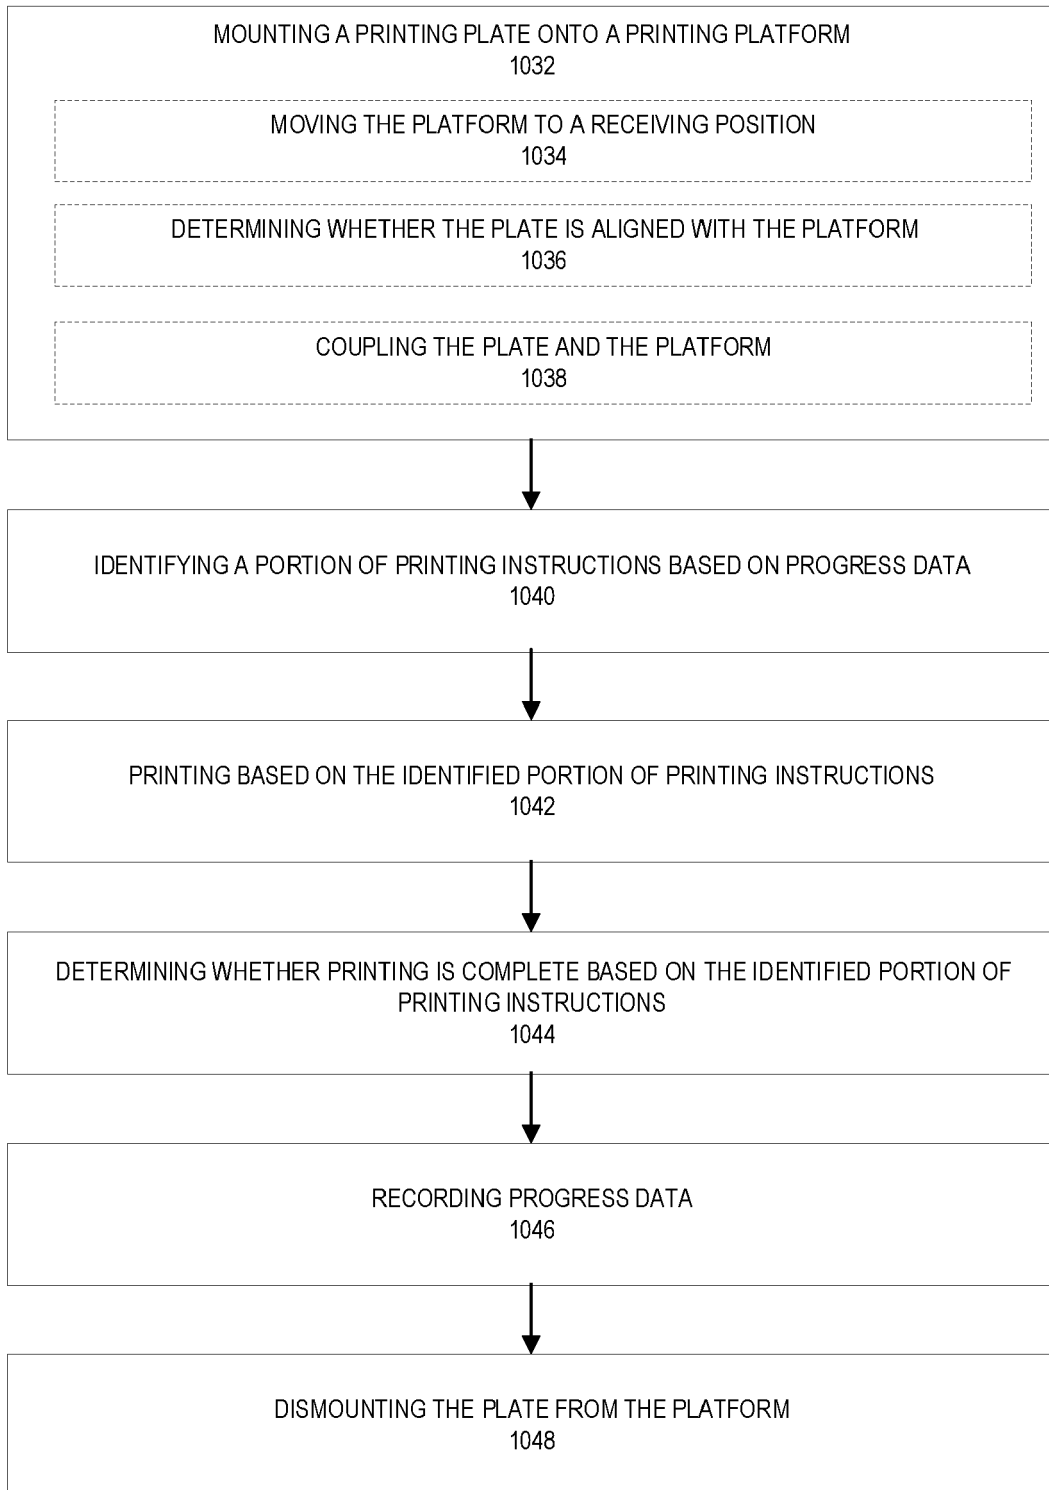 MOUNTING A PRINTING PLATE ONTO A PRINTING PLATFORM
1032
MOVING THE PLATFORM TO A RECEIVING POSITION
1034
DETERMINING WHETHER THE PLATE IS ALIGNED WITH THE PLATFORM
1036
COUPLING THE PLATE AND THE PLATFORM
1038
IDENTIFYING A PORTION OF PRINTING INSTRUCTIONS BASED ON PROGRESS DATA
1040
PRINTING BASED ON THE IDENTIFIED PORTION OF PRINTING INSTRUCTIONS
1042
DETERMINING WHETHER PRINTING IS COMPLETE BASED ON THE IDENTIFIED PORTION OF
PRINTING INSTRUCTIONS
1044
RECORDING PROGRESS DATA
1046
DISMOUNTING THE PLATE FROM THE PLATFORM
1048